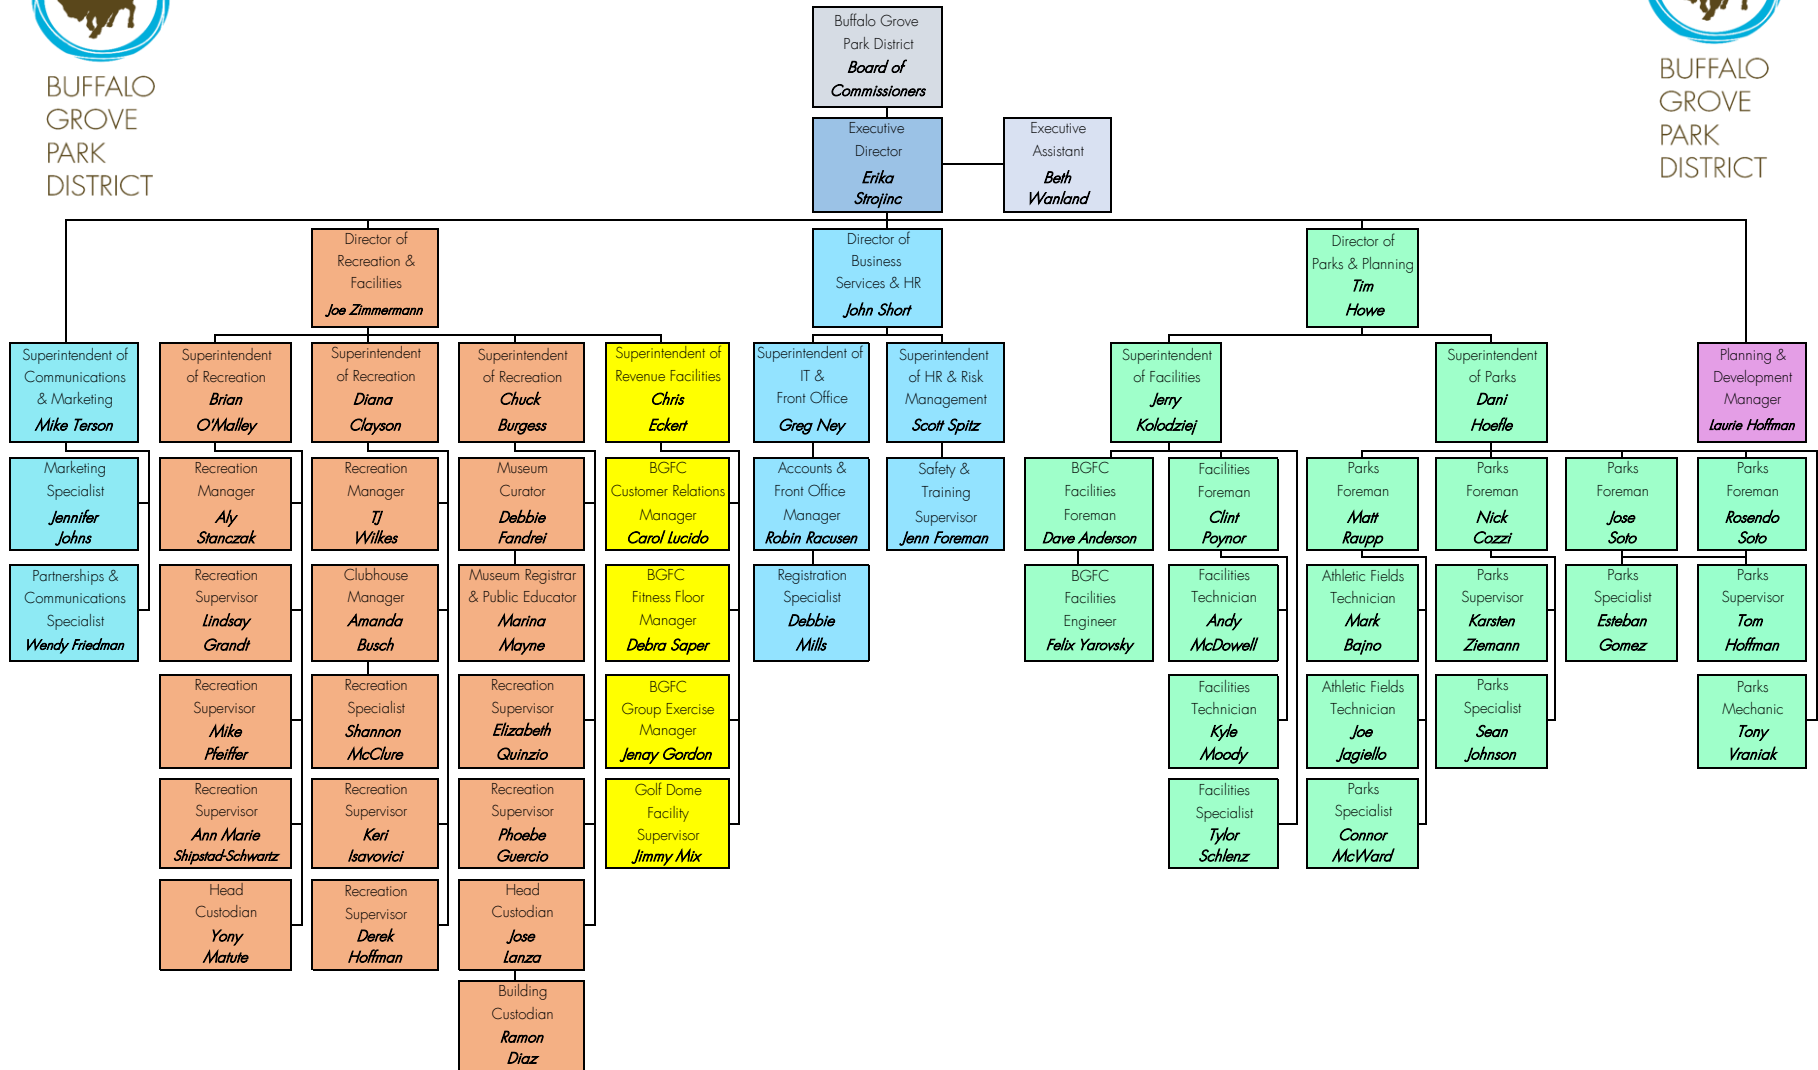 BUFFALO
GROVE
PARK
DISTRICT
Buffalo Grove
Park District
Board of
Commissioners
BUFFALO
GROVE
PARK
DISTRICT
Executive
Director
Erika
Strojinc
Executive
Assistant
Beth
Wanland
Director of
Recreation &
Facilities
Joe Zimmermann
Director of
Business
Services & HR
John Short
Director of
Parks & Planning
Tim
Howe
Superintendent of
Communications
& Marketing
Mike Terson
Superintendent
of Recreation
Brian
O'Malley
Superintendent
of Recreation
Diana
Clayson
Superintendent
of Recreation
Chuck
Burgess
Superintendent of
Revenue Facilities
Chris
Eckert
Superintendent of
IT &
Front Office
Greg Ney
Superintendent
of HR & Risk
Management
Scott Spitz
Superintendent
of Facilities
Jerry
Kolodziej
Superintendent
of Parks
Dani
Hoefle
Planning &
Development
Manager
Laurie Hoffman
Marketing
Specialist
Jennifer
Johns
Recreation
Manager
Aly
Stanczak
Recreation
Manager
TJ
Wilkes
Museum
Curator
Debbie
Fandrei
BGFC
Customer Relations
Manager
Carol Lucido
Accounts &
Front Office
Manager
Robin Racusen
Safety &
Training
Supervisor
Jenn Foreman
BGFC
Facilities
Foreman
Dave Anderson
Facilities
Foreman
Clint
Poynor
Parks
Foreman
Matt
Raupp
Parks
Foreman
Nick
Cozzi
Parks
Foreman
Jose
Soto
Parks
Foreman
Rosendo
Soto
Partnerships &
Communications
Specialist
Wendy Friedman
Recreation
Supervisor
Lindsay
Grandt
Clubhouse
Manager
Amanda
Busch
Museum Registrar
& Public Educator
Marina
Mayne
BGFC
Fitness Floor
Manager
Debra Saper
Registration
Specialist
Debbie
Mills
BGFC
Facilities
Engineer
Felix Yarovsky
Facilities
Technician
Andy
McDowell
Athletic Fields
Technician
Mark
Bajno
Parks
Supervisor
Karsten
Ziemann
Parks
Specialist
Esteban
Gomez
Parks
Supervisor
Tom
Hoffman
Recreation
Supervisor
Mike
Pfeiffer
Recreation
Specialist
Shannon
McClure
Recreation
Supervisor
Elizabeth
Quinzio
BGFC
Group Exercise
Manager
Jenay Gordon
Facilities
Technician
Kyle
Moody
Athletic Fields
Technician
Joe
Jagiello
Parks
Specialist
Sean
Johnson
Parks
Mechanic
Tony
Vraniak
Recreation
Supervisor
Ann Marie
Shipstad-Schwartz
Recreation
Supervisor
Keri
Isavovici
Recreation
Supervisor
Phoebe
Guercio
Golf Dome
Facility
Supervisor
Jimmy Mix
Facilities
Specialist
Tylor
Schlenz
Parks
Specialist
Connor
McWard
Head
Custodian
Yony
Matute
Recreation
Supervisor
Derek
Hoffman
Head
Custodian
Jose
Lanza
Building
Custodian
Ramon
Diaz